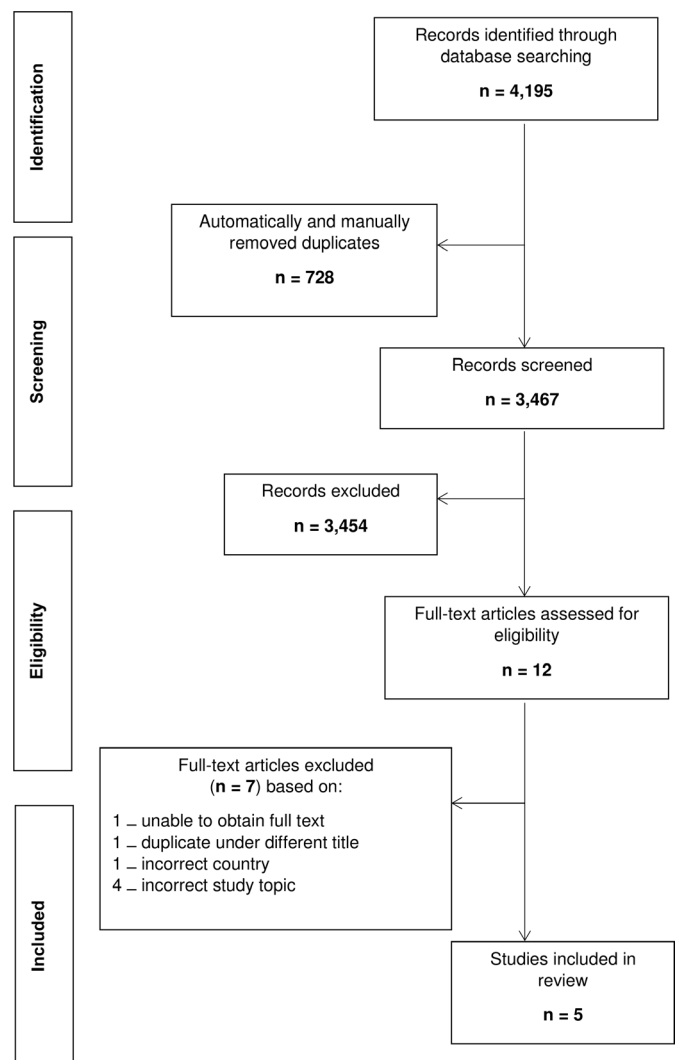 Identification
Records identified through
database searching
n = 4,195
Automatically and manually
removed duplicates
n = 728
Screening
Records screened
n = 3,467
Records excluded
n = 3,454
Eligibility
Full-text articles assessed for
eligibility
n = 12
Full-text articles excluded
(n = 7) based on:
1 – unable to obtain full text
1 – duplicate under different title
1 – incorrect country
4 – incorrect study topic
Included
Studies included in
review
n = 5